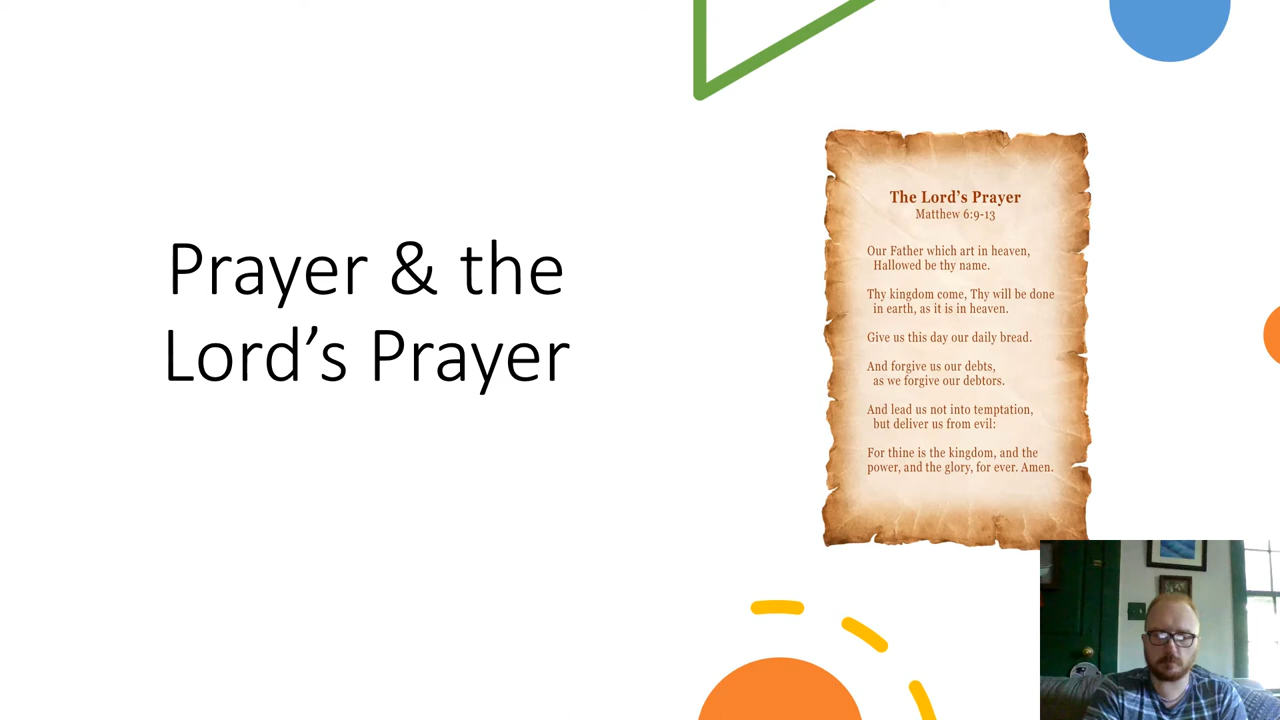 Prayer & the
Lord’s Prayer
The Lord’s Prayer
Matthew 6:9-13
Our Father which art in heaven,
Hallowed be thy name.
Thy kingdom come, Thy will be done
in earth, as it is in heaven.
Give us this day our daily bread.
And forgive us our debts,
as we forgive our debtors.
And lead us not into temptation,
but deliver us from evil:
For thine is the kingdom, and the
power, and the glory, for ever. Amen.